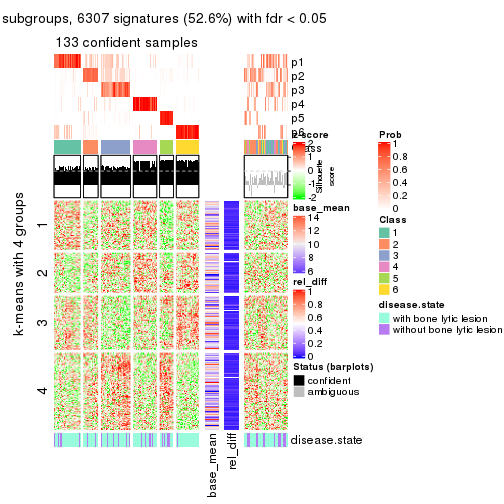 subgroups, 6307 signatures (52.6%) with fdr < 0.05
133 confident samples
p1
p2
p3
p4
p5
p6
Class
Silhouette
score
k-means with 4 groups
1
2
3
4
base_mean
rel_diff
disease.state
z-score
2
1
0
-1
-2
base_mean
14
12
10
8
6
rel_diff
1
0.8
0.6
0.4
0.2
0
Status (barplots)
confident
ambiguous
Prob
1
0.8
0.6
0.4
0.2
0
Class
1
2
3
4
5
6
disease.state
with bone lytic lesion
without bone lytic lesion